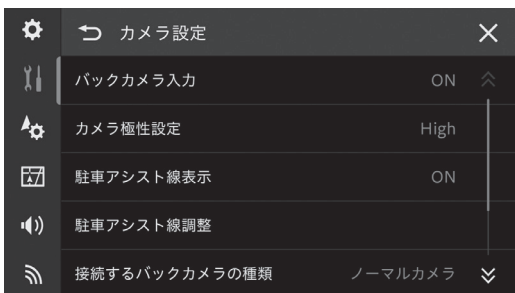 カメラ設定
バックカメラ入力 ON
カメラ極性設定 High
駐車アシスト線表示 ON
駐車アシスト線調整
接続するバックカメラの種類 ノーマルカメラ